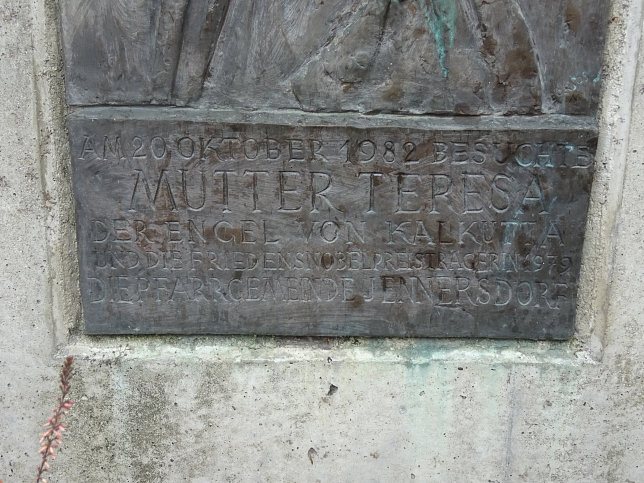 AM 20 OKTOBER 1982 BESUCHTE
MUTTER TERESA
DER ENGEL VON KALKUTTA
UND DIE FRIEDENSNOBELPREISTRÄGERIN 1979
DIE PFARRGEMEINDE JENNERSDORF